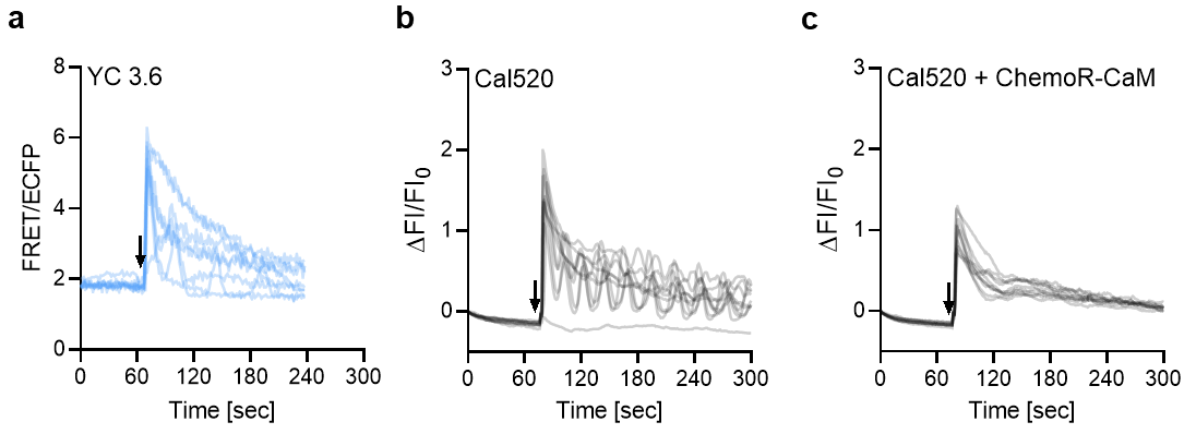 a
YC 3.6
FRET/ECFP
8
6
4
2
0
0 60 120 180 240 300
Time [sec]
b
Cal520
ΔFI/FI0
3
2
1
0
0 60 120 180 240 300
Time [sec]
c
Cal520 + ChemoR-CaM
ΔFI/FI0
3
2
1
0
0 60 120 180 240 300
Time [sec]